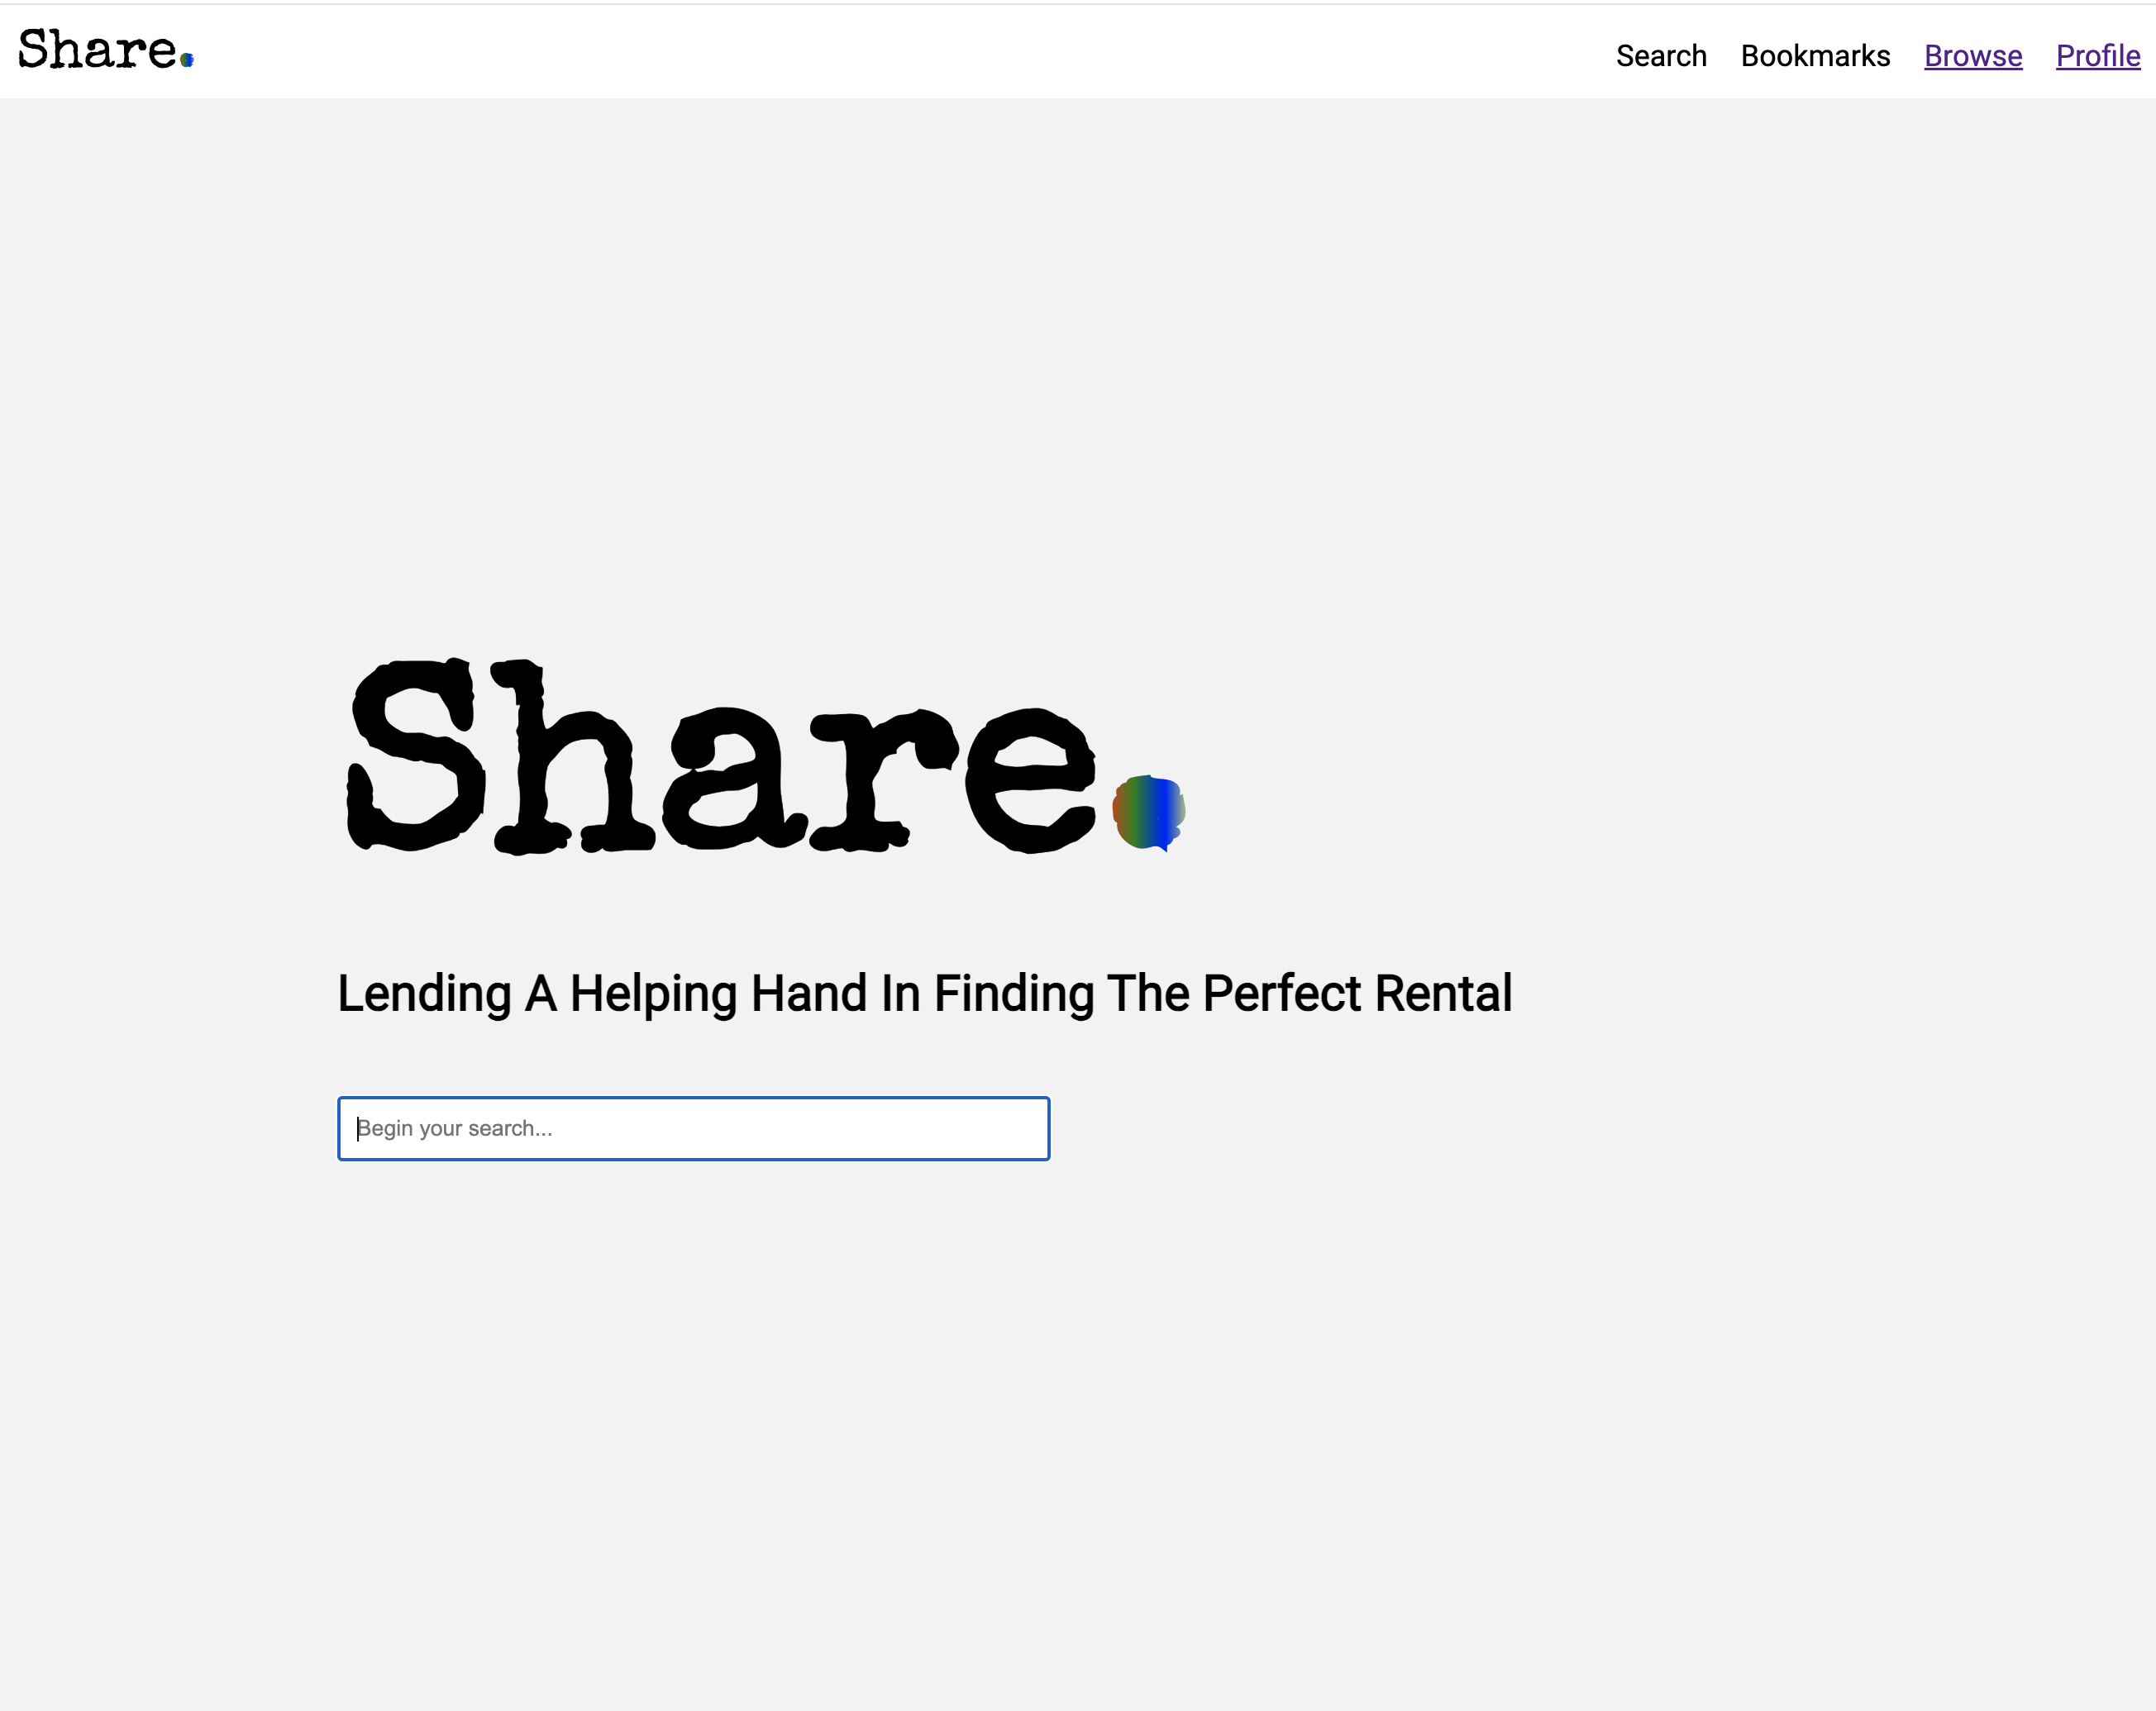 Share.
Search Bookmarks Browse Profile
Share.
Lending A Helping Hand In Finding The Perfect Rental
Begin your search...